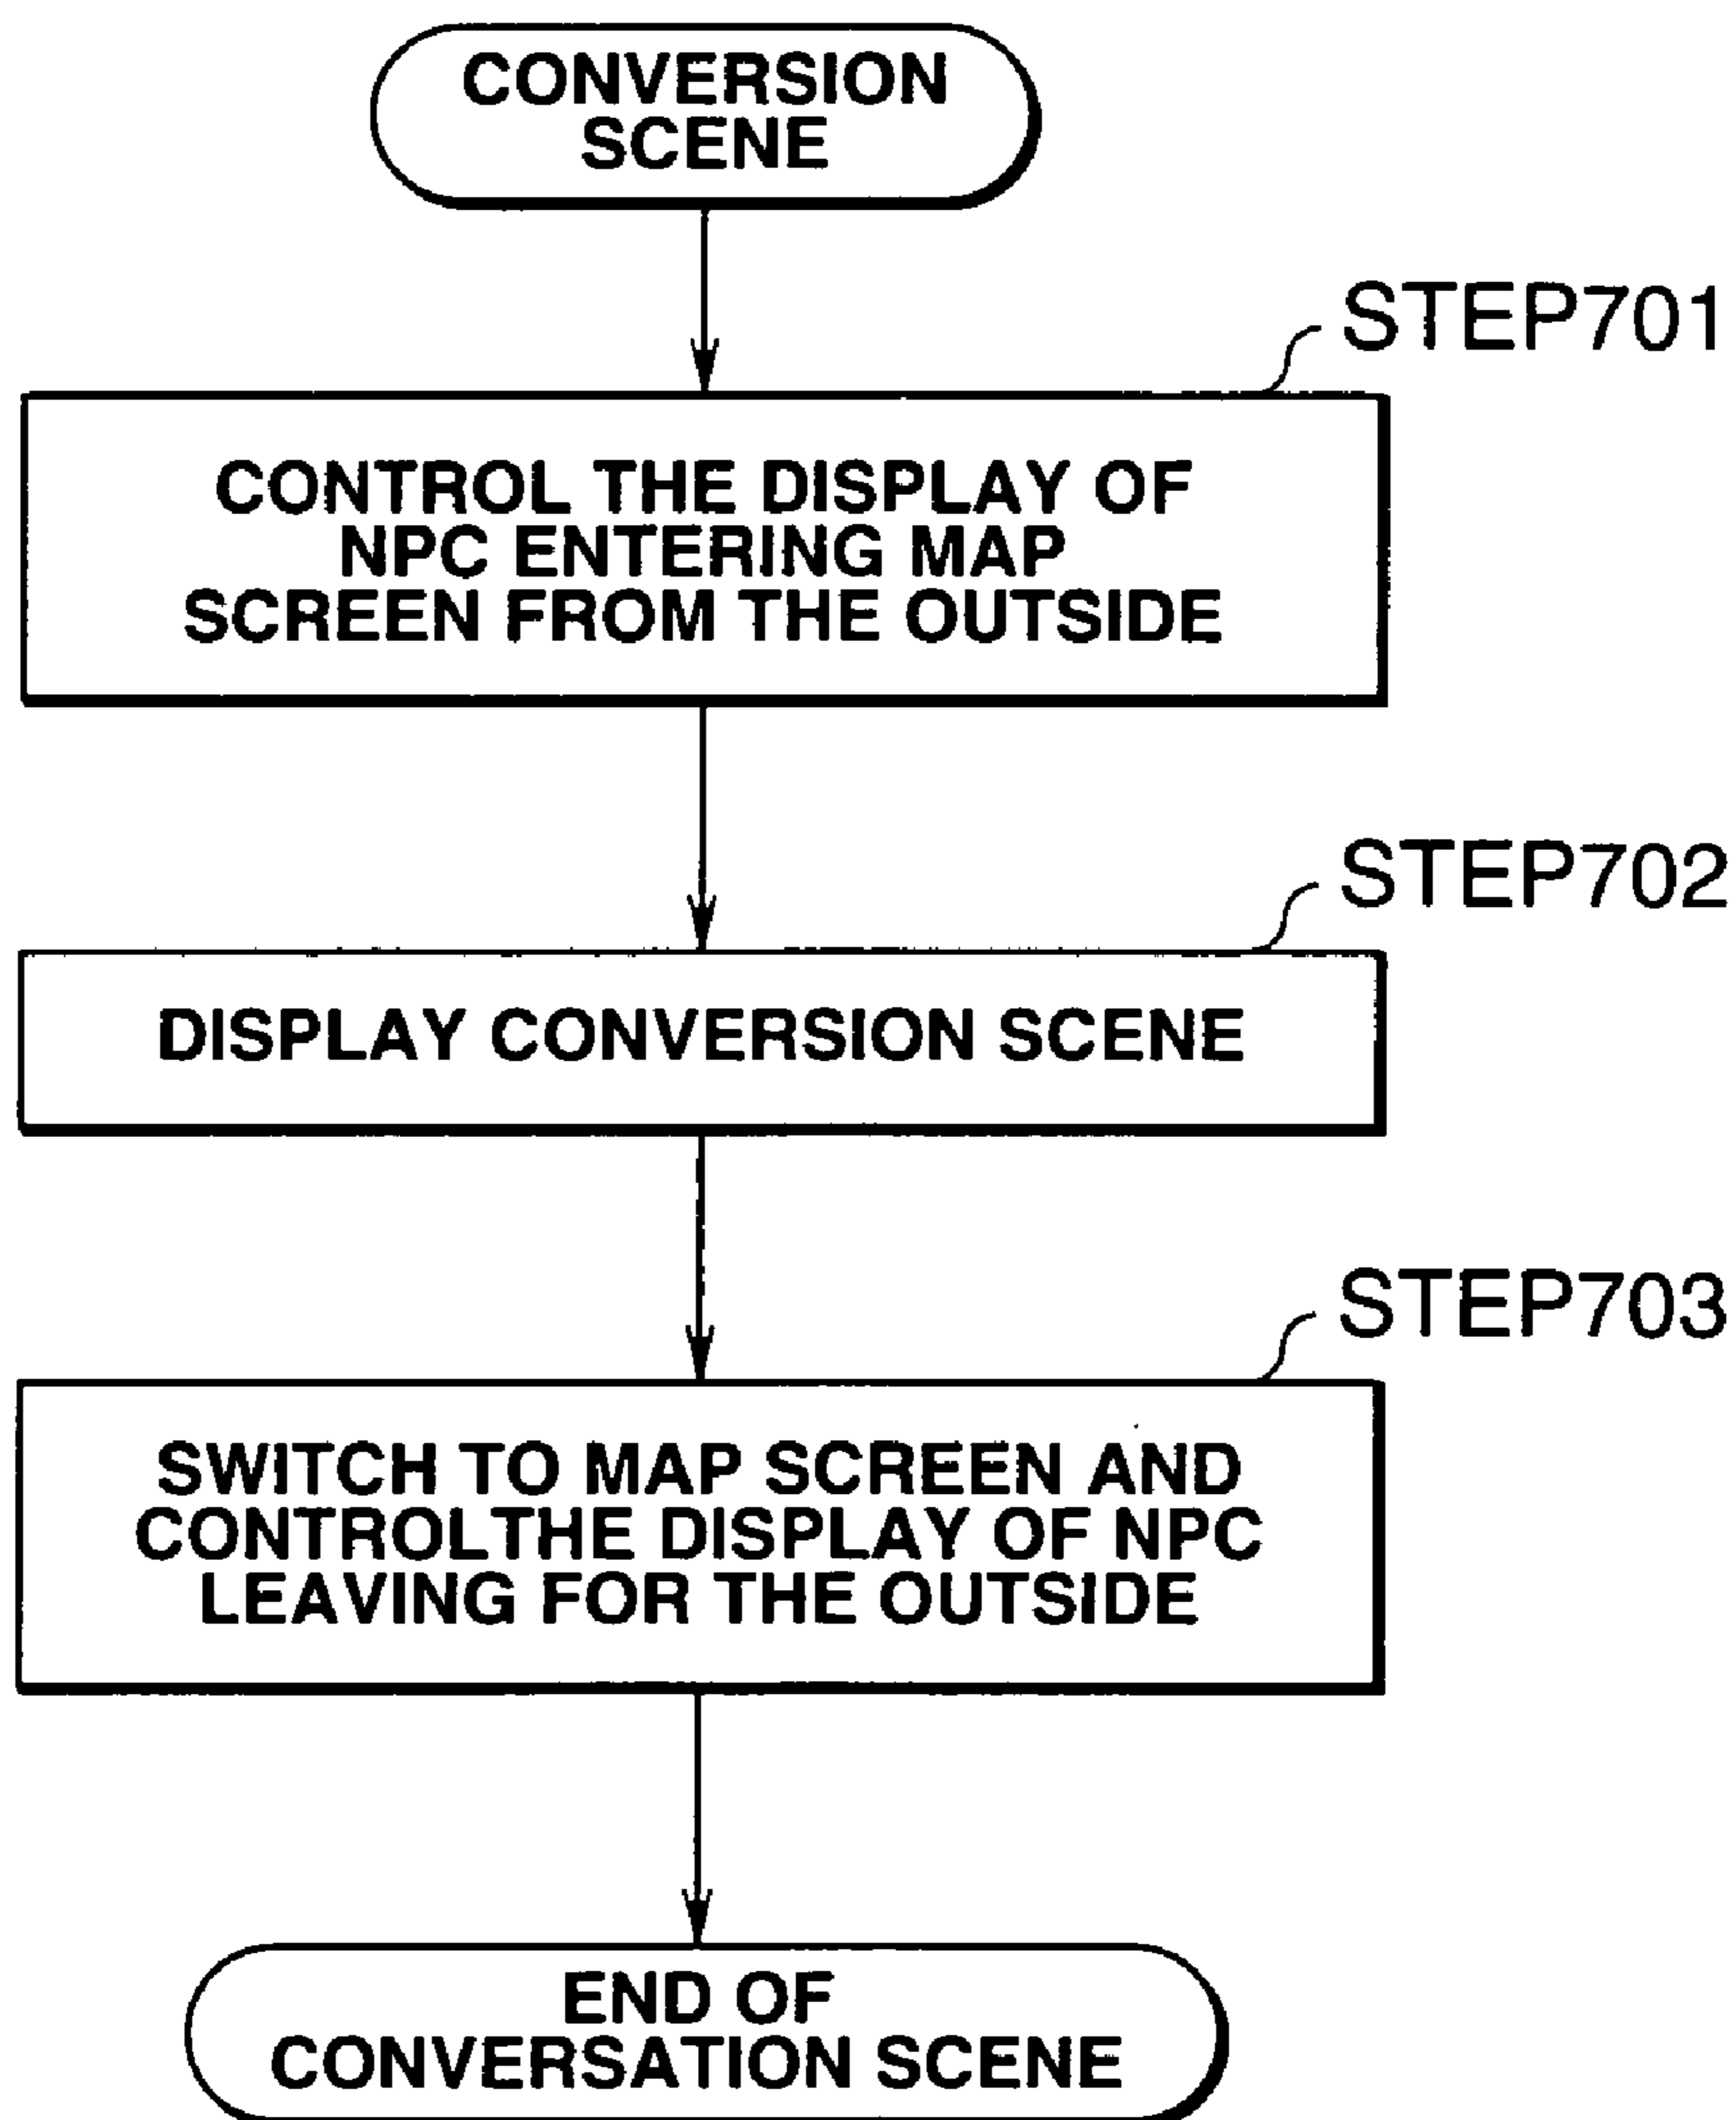 CONVERSION
SCENE
STEP701
CONTROL THE DISPLAY OF
NPC ENTERING MAP
SCREEN FROM THE OUTSIDE
STEP702
DISPLAY CONVERSION SCENE
STEP703
SWITCH TO MAP SCREEN AND
CONTROLTHE DISPLAY OF NPC
LEAVING FOR THE OUTSIDE
END OF
CONVERSATION SCENE